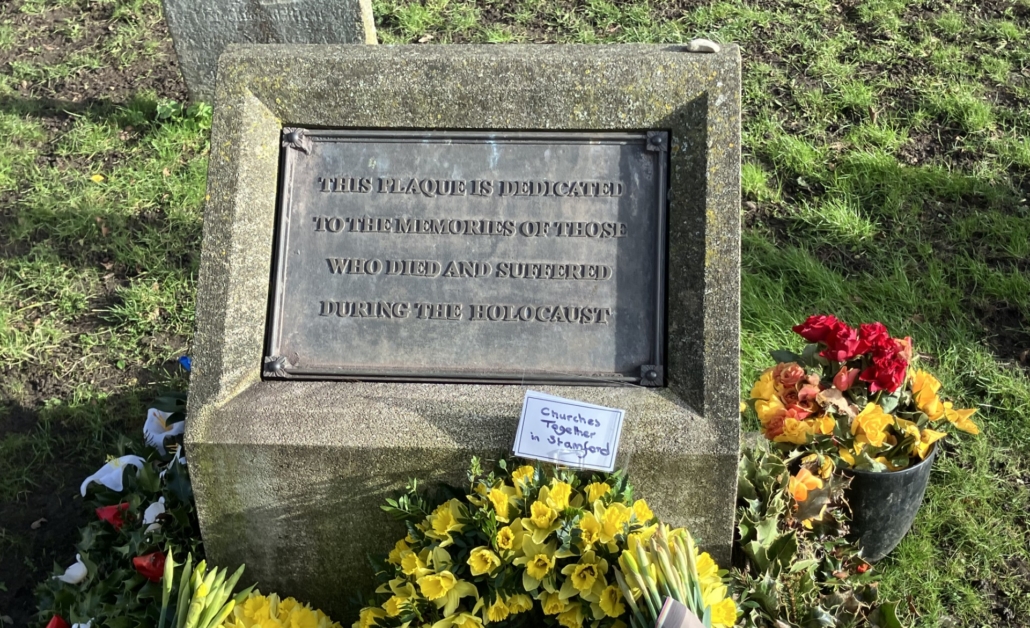 THIS PLAQUE IS DEDICATED
TO THE MEMORIES OF THOSE
WHO DIED AND SUFFERED
DURING THE HOLOCAUST
Churches
Together
in Stamford